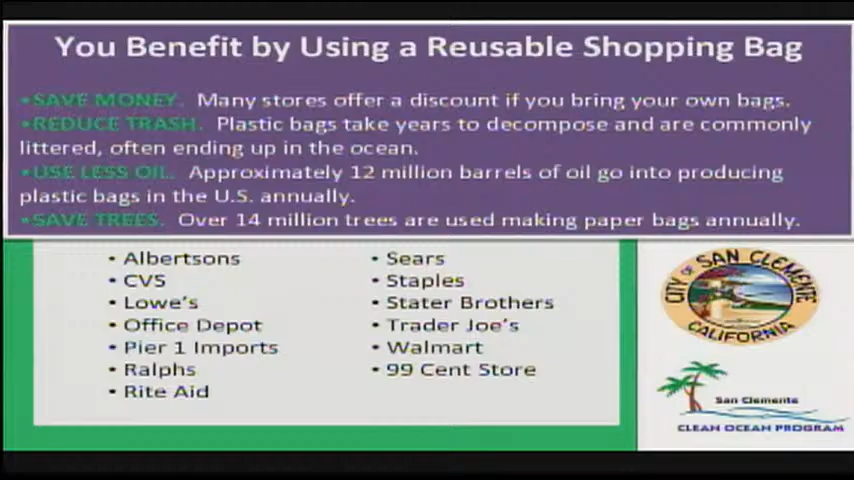 You Benefit by Using a Reusable Shopping Bag
•SAVE MONEY. Many stores offer a discount if you bring your own bags.
•REDUCE TRASH. Plastic bags take years to decompose and are commonly
littered, often ending up in the ocean.
•USE LESS OIL. Approximately 12 million barrels of oil go into producing
plastic bags in the U.S. annually.
•SAVE TREES. Over 14 million trees are used making paper bags annually.
• Albertsons
• CVS
• Lowe's
• Office Depot
• Pier 1 Imports
• Ralphs
• Rite Aid
• Sears
• Staples
• Stater Brothers
• Trader Joe's
• Walmart
• 99 Cent Store
CITY OF SAN CLEMENTE
CALIFORNIA
San Clemente
CLEAN OCEAN PROGRAM